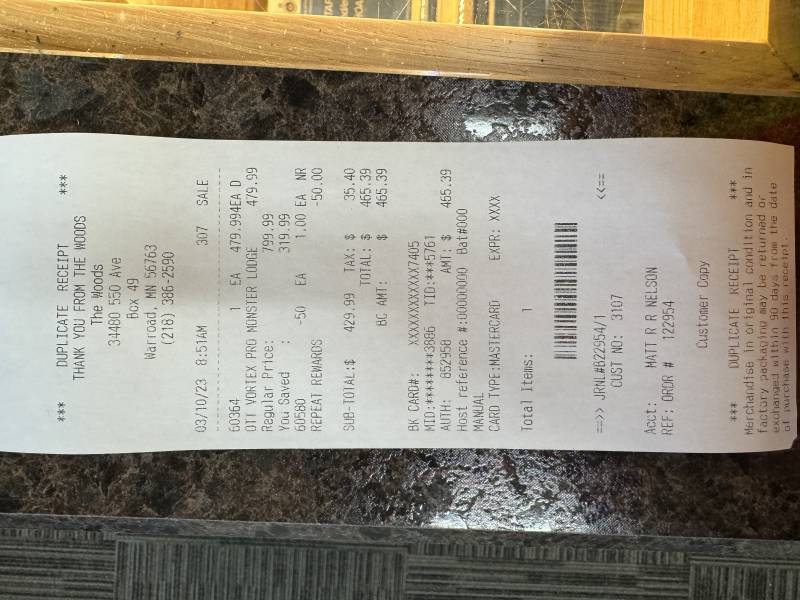 *** DUPLICATE RECEIPT ***
THANK YOU FROM THE WOODS
The Woods
34480 550 Ave
Box 49
Warroad, MN 56763
(218) 386-2590
03/10/23 8:51AM 307 SALE
60364 1 EA 479.994EA D
OTT VORTEX PRO MONSTER LODGE 479.99
Regular Price: 799.99
You Saved : 319.99
60580 -50 EA 1.00 EA NR
REPEAT REWARDS -50.00
SUB-TOTAL:$ 429.99 TAX: $ 35.40
TOTAL: $ 465.39
BC AMT: $ 465.39
BK CARD#: XXXXXXXXXXXX7405
MID:********3886 TID:***5761
AUTH: 852958 AMT: $ 465.39
Host reference #:000000000 Bat#000
MANUAL
CARD TYPE:MASTERCARD EXPR: XXXX
Total Items: 1
==>> JRNL#B22954/1 <<==
CUST NO: 3107
Acct: MATT R R NELSON
REF: ORDR # 122954
Customer Copy
*** DUPLICATE RECEIPT ***
Merchandise in original condition and in
factory packaging may be returned or
exchanged within 90 days from the date
of purchase with this receipt.